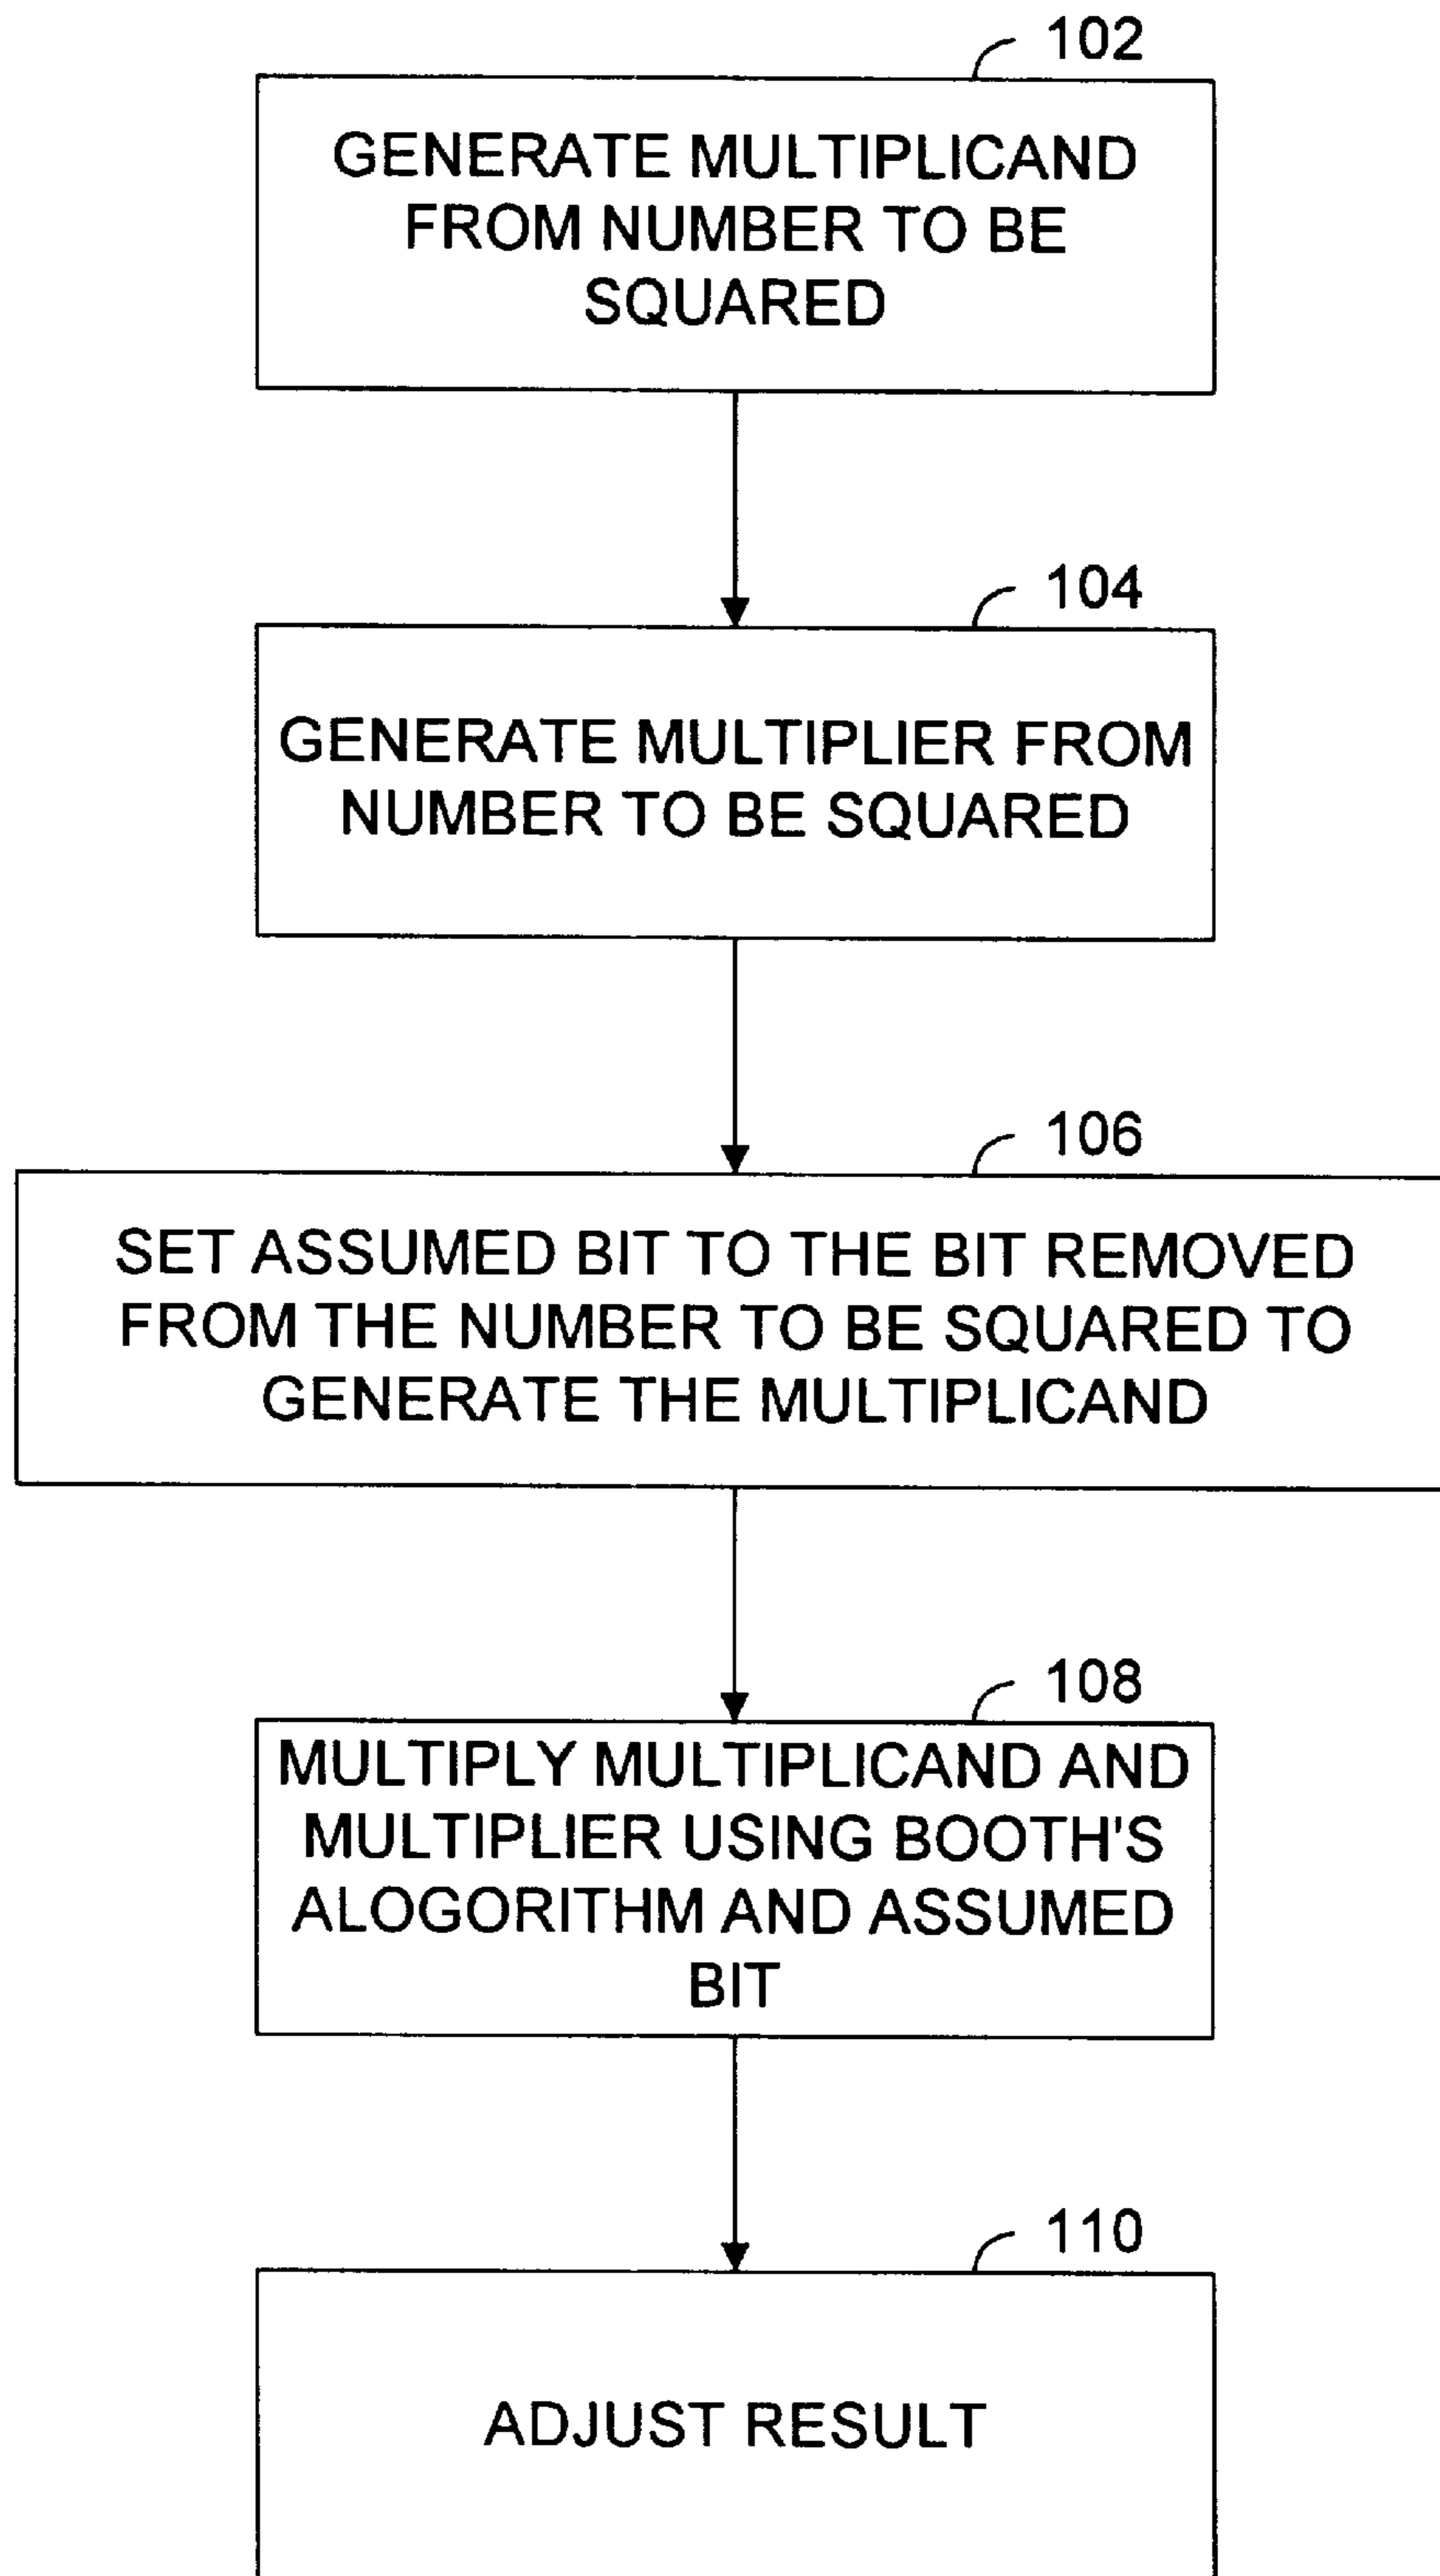 102
GENERATE MULTIPLICAND
FROM NUMBER TO BE
SQUARED
104
GENERATE MULTIPLIER FROM
NUMBER TO BE SQUARED
106
SET ASSUMED BIT TO THE BIT REMOVED
FROM THE NUMBER TO BE SQUARED TO
GENERATE THE MULTIPLICAND
108
MULTIPLY MULTIPLICAND AND
MULTIPLIER USING BOOTH'S
ALOGORITHM AND ASSUMED
BIT
110
ADJUST RESULT